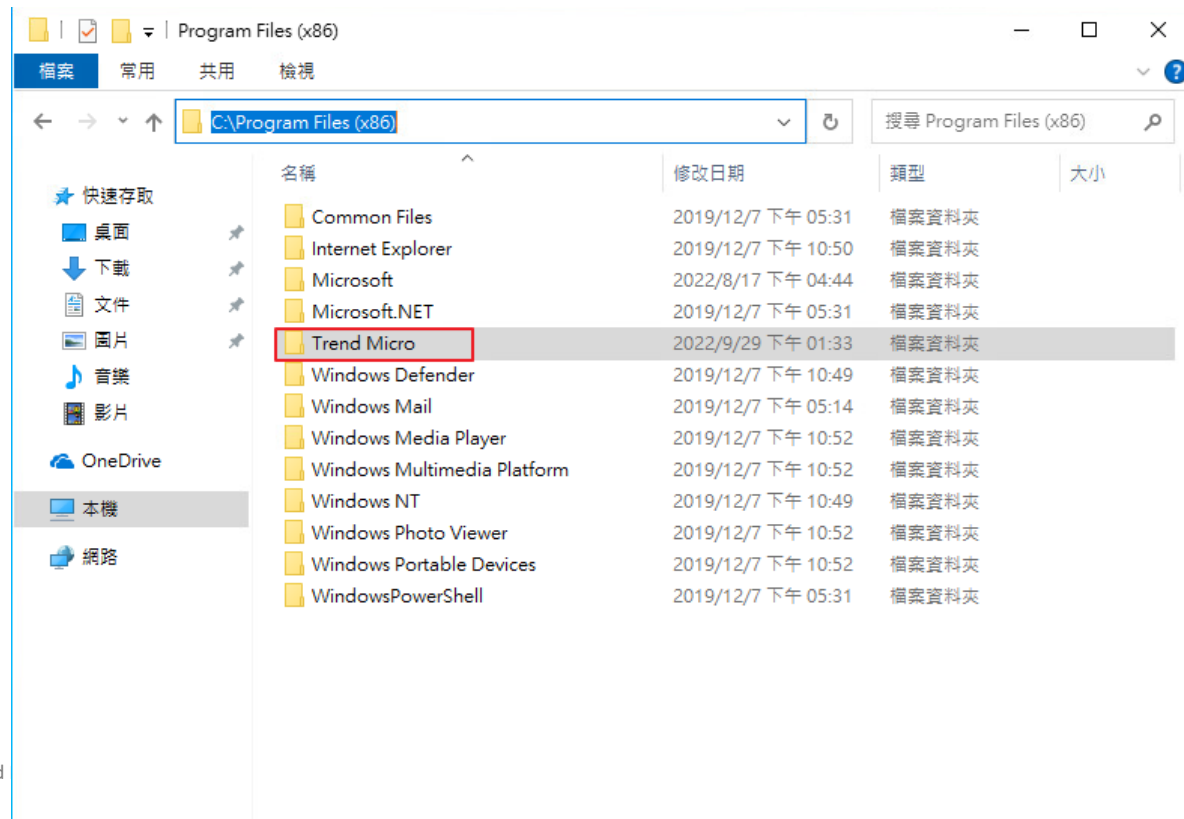 Program Files (x86)
檔案 常用 共用 檢視
C:\Program Files (x86) 搜尋 Program Files (x86)
名稱 修改日期 類型 大小
快速存取
桌面
下載
文件
圖片
音樂
影片
OneDrive
本機
網路
Common Files 2019/12/7 下午 05:31 檔案資料夾
Internet Explorer 2019/12/7 下午 10:50 檔案資料夾
Microsoft 2022/8/17 下午 04:44 檔案資料夾
Microsoft.NET 2019/12/7 下午 05:31 檔案資料夾
Trend Micro 2022/9/29 下午 01:33 檔案資料夾
Windows Defender 2019/12/7 下午 10:49 檔案資料夾
Windows Mail 2019/12/7 下午 05:14 檔案資料夾
Windows Media Player 2019/12/7 下午 10:52 檔案資料夾
Windows Multimedia Platform 2019/12/7 下午 10:52 檔案資料夾
Windows NT 2019/12/7 下午 10:49 檔案資料夾
Windows Photo Viewer 2019/12/7 下午 10:52 檔案資料夾
Windows Portable Devices 2019/12/7 下午 10:52 檔案資料夾
WindowsPowerShell 2019/12/7 下午 05:31 檔案資料夾